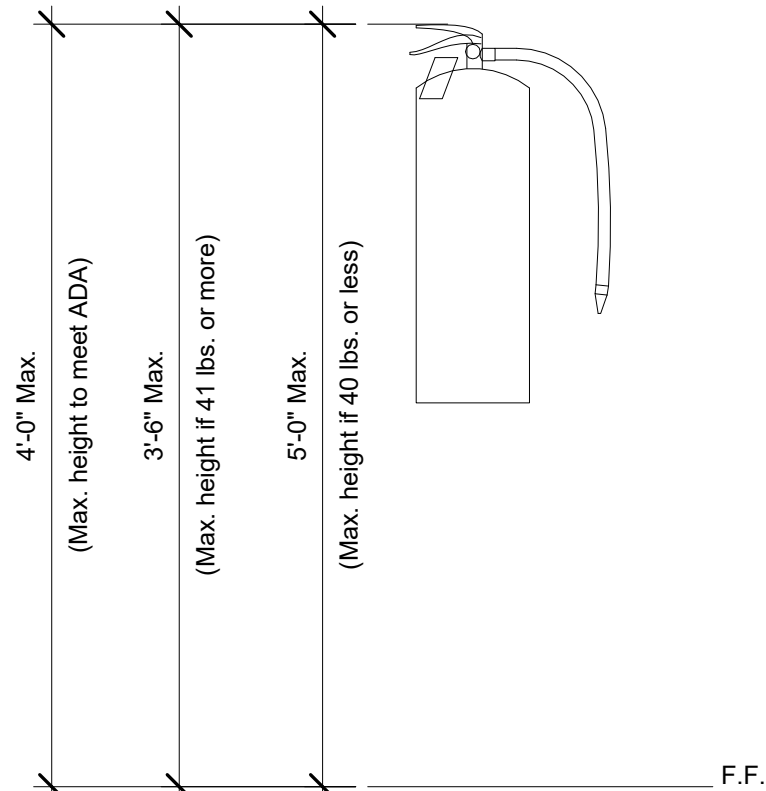 4'-0" Max.
(Max. height to meet ADA)
3'-6" Max.
(Max. height if 41 lbs. or more)
5'-0" Max.
(Max. height if 40 lbs. or less)
F.F.